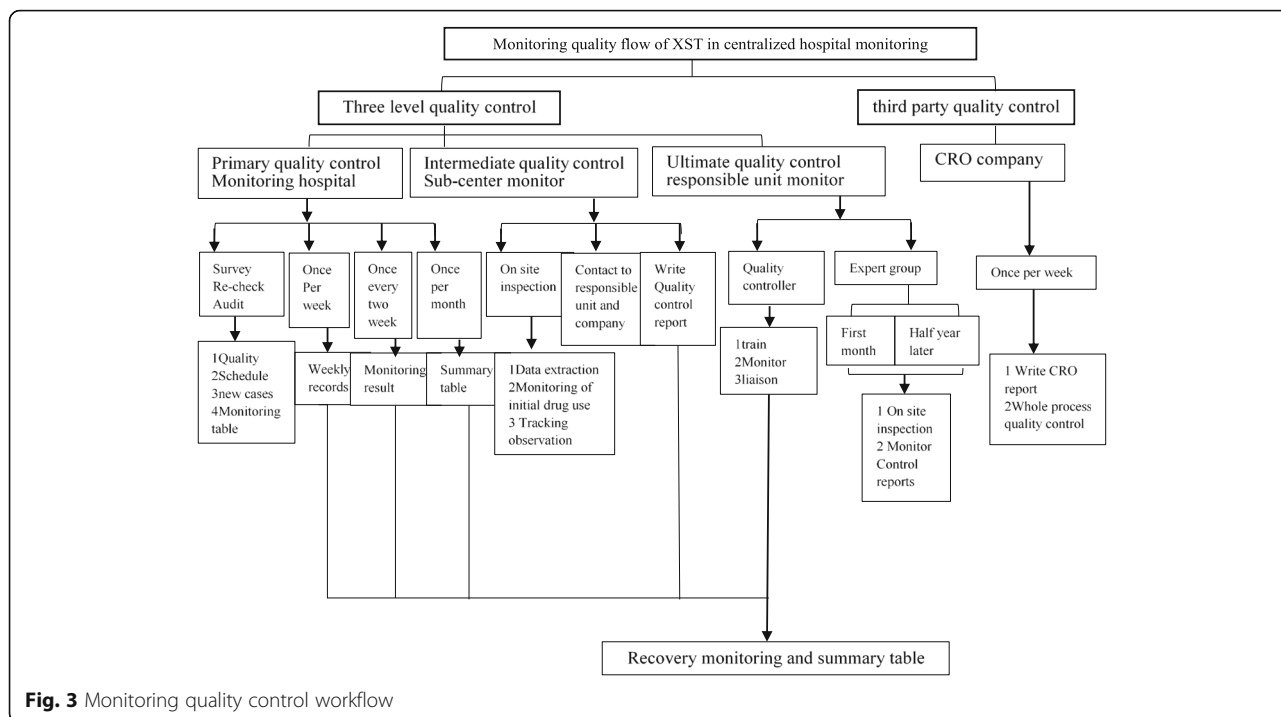 Monitoring quality flow of XST in centralized hospital monitoring
Three level quality control
third party quality control
Primary quality control
Monitoring hospital
Intermediate quality control
Sub-center monitor
Ultimate quality control
responsible unit monitor
CRO company
Survey
Re-check
Audit
Once
Per
week
Once
every
two
week
Once
per
month
On site
inspection
Contact to
responsible
unit and
company
Write
Quality
control
report
Quality
controller
Expert group
Once per week
First
month
Half year
later
1Quality
2Schedule
3new cases
4Monitoring
table
Weekly
records
Monitoring
result
Summary
table
1Data extraction
2Monitoring of
initial drug use
3 Tracking
observation
1train
2Monitor
3liaison
1 On site
inspection
2 Monitor
Control
reports
1 Write CRO
report
2Whole process
quality control
Recovery monitoring and summary table
Fig. 3 Monitoring quality control workflow